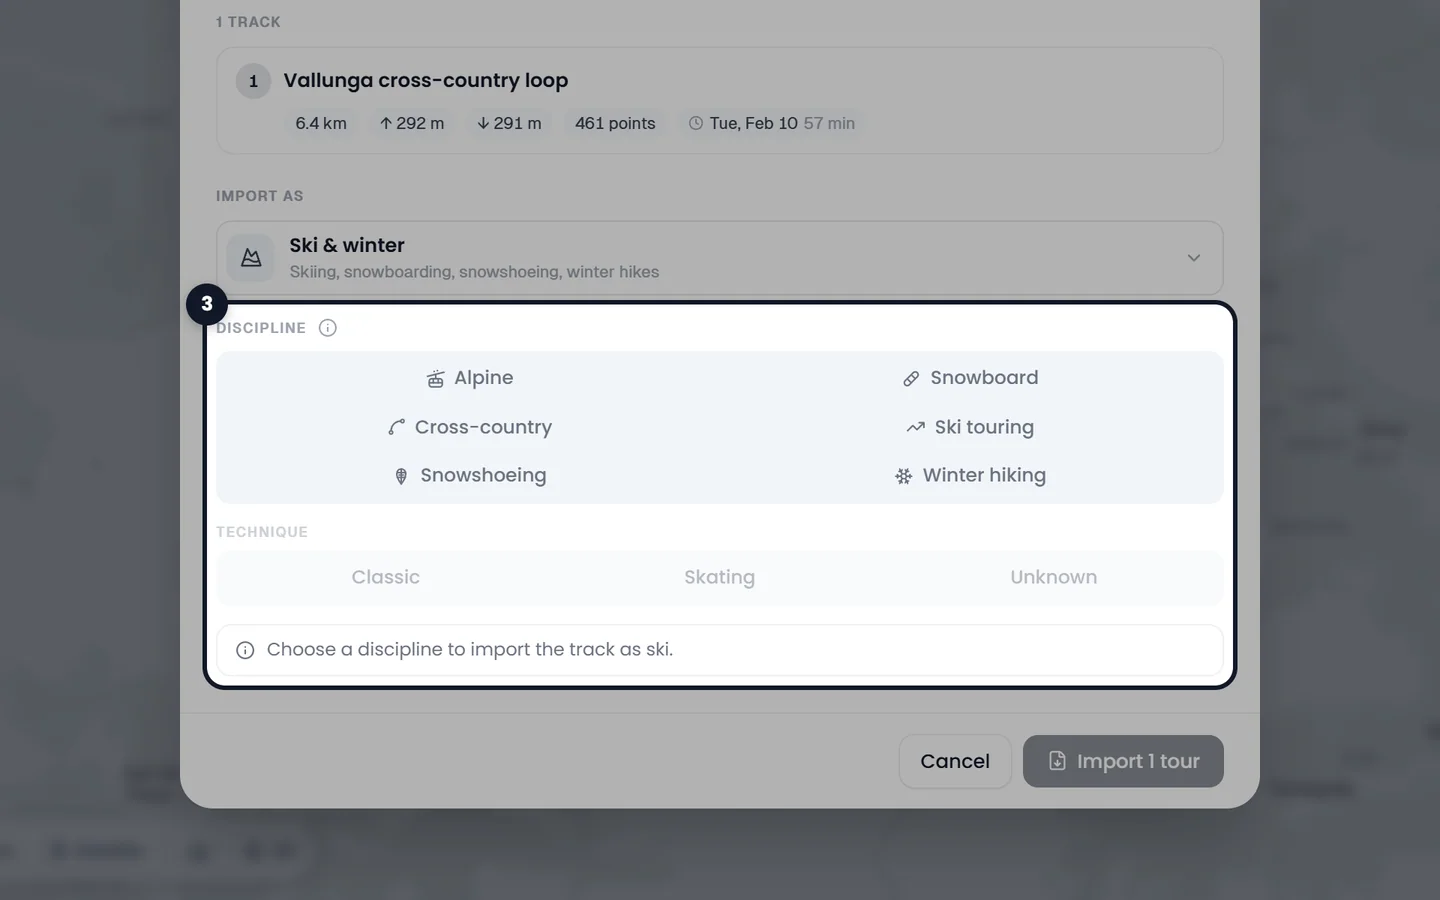 1 TRACK
1
Vallunga cross-country loop
6.4 km ↑ 292 m ↓ 291 m 461 points Tue, Feb 10 57 min
IMPORT AS
Ski & winter
Skiing, snowboarding, snowshoeing, winter hikes
3
DISCIPLINE
Alpine Snowboard
Cross-country Ski touring
Snowshoeing Winter hiking
TECHNIQUE
Classic Skating Unknown
Choose a discipline to import the track as ski.
Cancel Import 1 tour